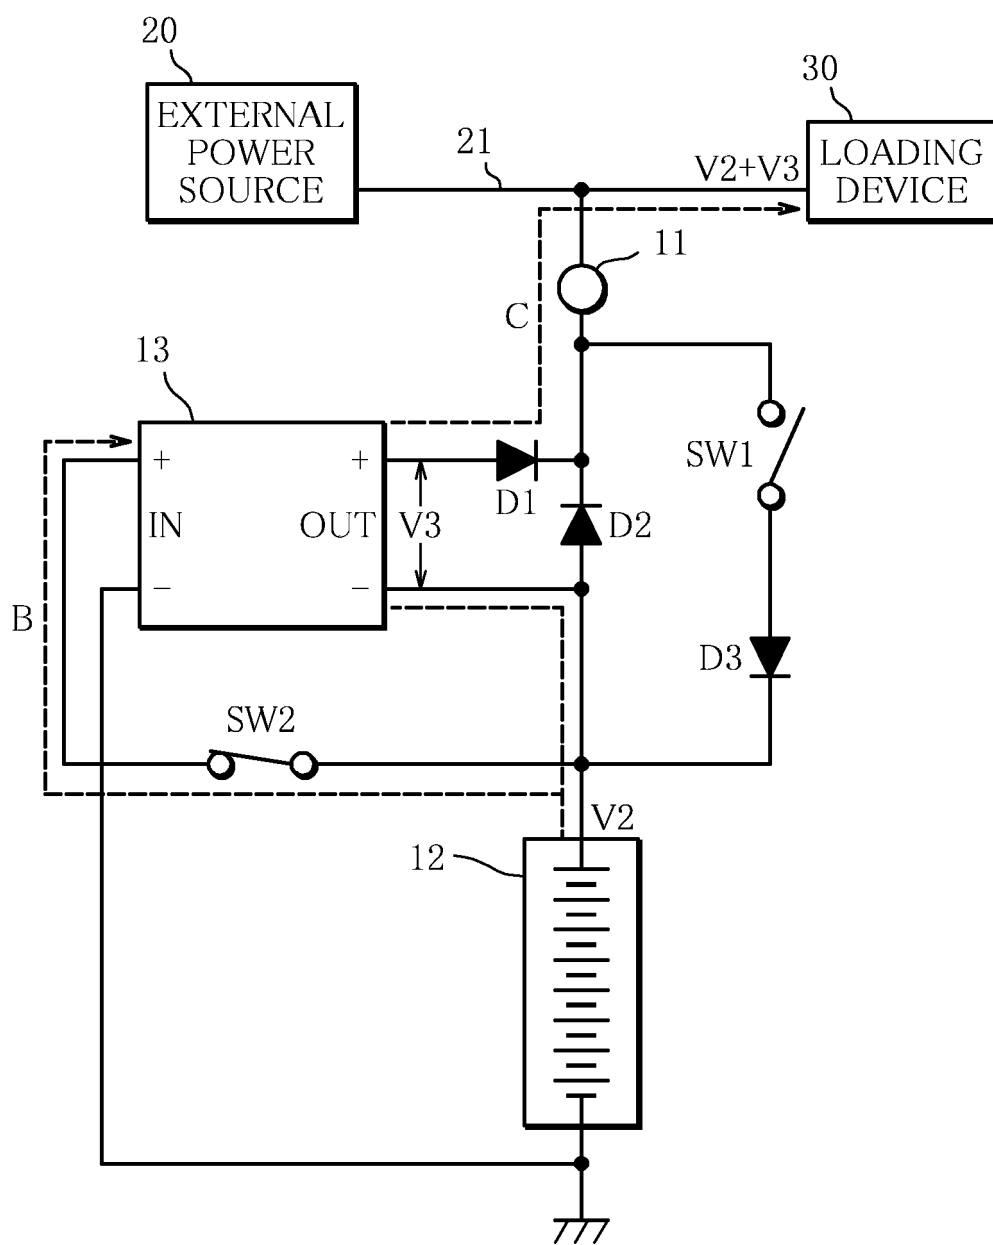 20
EXTERNAL
POWER
SOURCE
21
30
V2+V3
LOADING
DEVICE
11
C
13
+
+
IN
OUT
V3
−
−
D1
D2
SW1
B
D3
SW2
V2
12